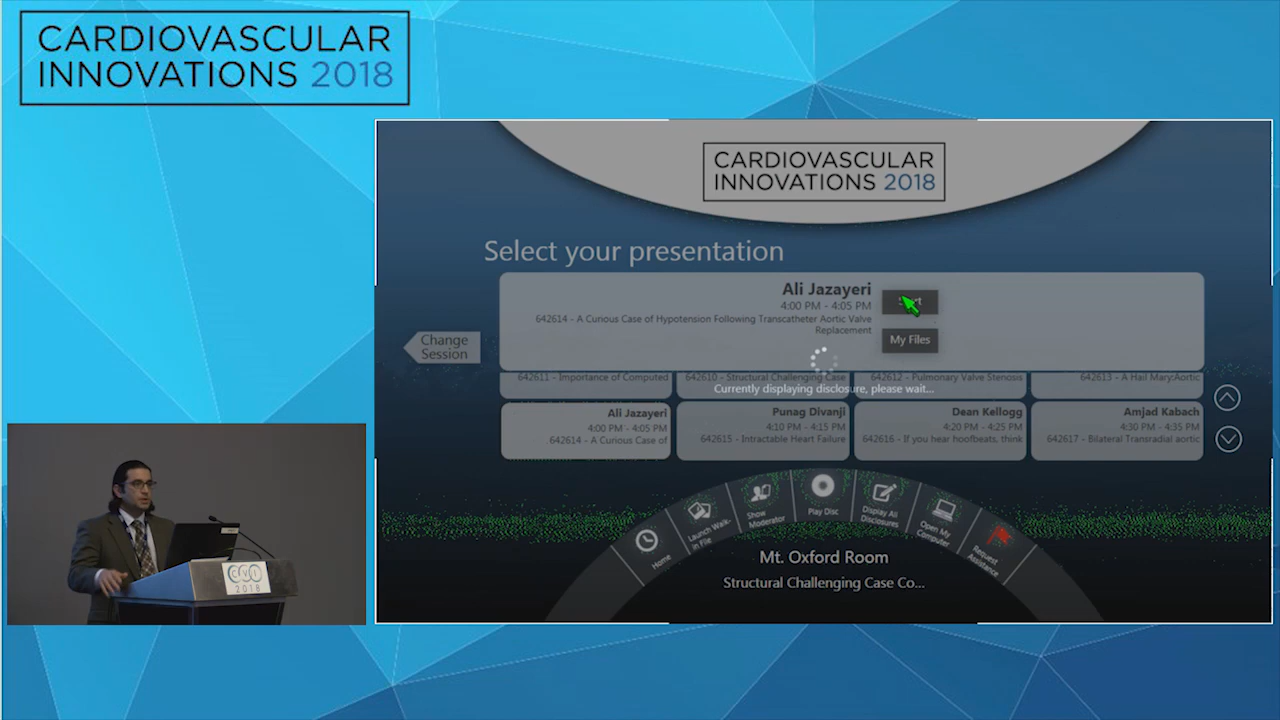 CARDIOVASCULAR
INNOVATIONS 2018
CARDIOVASCULAR
INNOVATIONS 2018
Select your presentation
Ali Jazayeri
4:00 PM - 4:05 PM
642614 - A Curious Case of Hypotension Following Transcatheter Aortic Valve
Replacement
My Files
Change
Session
642611 - Importance of Computed
642610 - Structural Challenging Case
642612 - Pulmonary Valve Stenosis
642613 - A Hail Mary:Aortic
Currently displaying disclosure, please wait...
Ali Jazayeri
4:00 PM - 4:05 PM
642614 - A Curious Case of
Punag Divanji
4:10 PM - 4:15 PM
642615 - Intractable Heart Failure
Dean Kellogg
4:20 PM - 4:25 PM
642616 - If you hear hoofbeats, think
Amjad Kabach
4:30 PM - 4:35 PM
642617 - Bilateral Transradial aortic
Home
Launch Walk-
in File
Show
Moderator
Play Disc
Display All
Disclosures
Open My
Computer
Request
Assistance
Mt. Oxford Room
Structural Challenging Case Co...
CVI
2018